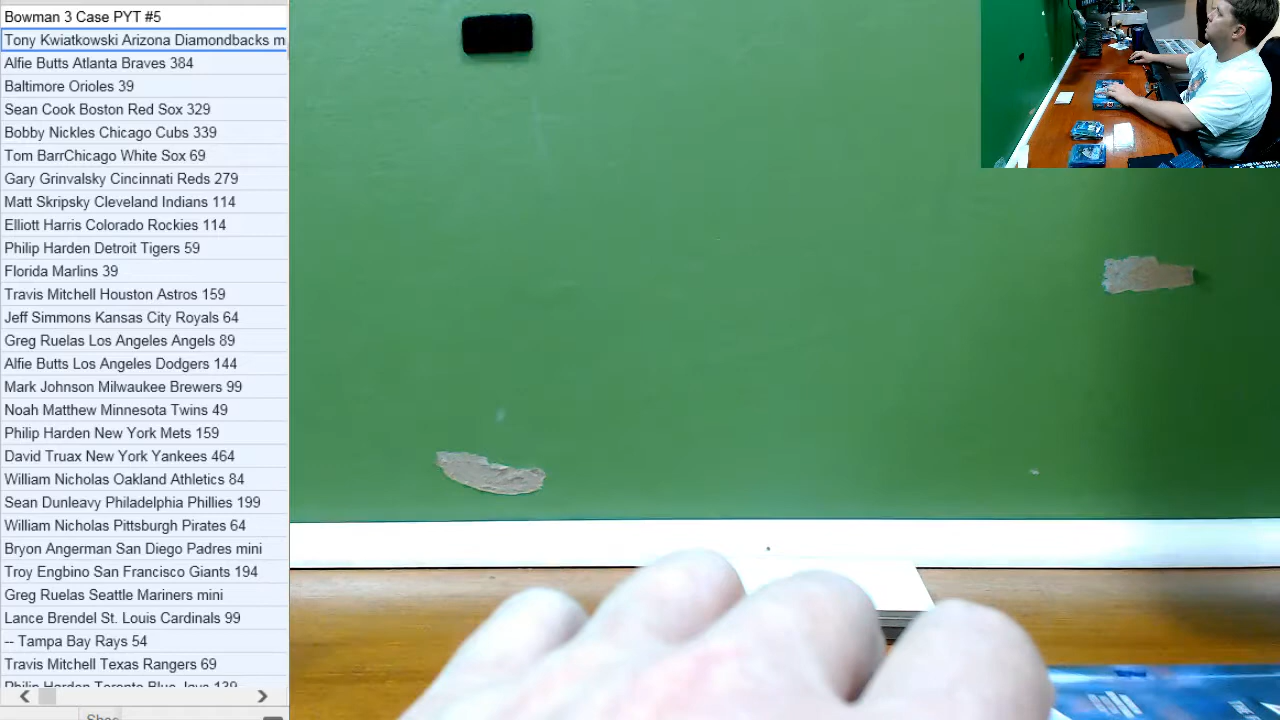 Bowman 3 Case PYT #5
Tony Kwiatkowski Arizona Diamondbacks m
Alfie Butts Atlanta Braves 384
Baltimore Orioles 39
Sean Cook Boston Red Sox 329
Bobby Nickles Chicago Cubs 339
Tom BarrChicago White Sox 69
Gary Grinvalsky Cincinnati Reds 279
Matt Skripsky Cleveland Indians 114
Elliott Harris Colorado Rockies 114
Philip Harden Detroit Tigers 59
Florida Marlins 39
Travis Mitchell Houston Astros 159
Jeff Simmons Kansas City Royals 64
Greg Ruelas Los Angeles Angels 89
Alfie Butts Los Angeles Dodgers 144
Mark Johnson Milwaukee Brewers 99
Noah Matthew Minnesota Twins 49
Philip Harden New York Mets 159
David Truax New York Yankees 464
William Nicholas Oakland Athletics 84
Sean Dunleavy Philadelphia Phillies 199
William Nicholas Pittsburgh Pirates 64
Bryon Angerman San Diego Padres mini
Troy Engbino San Francisco Giants 194
Greg Ruelas Seattle Mariners mini
Lance Brendel St. Louis Cardinals 99
-- Tampa Bay Rays 54
Travis Mitchell Texas Rangers 69
Philip Harden Toronto Blue Jays 139